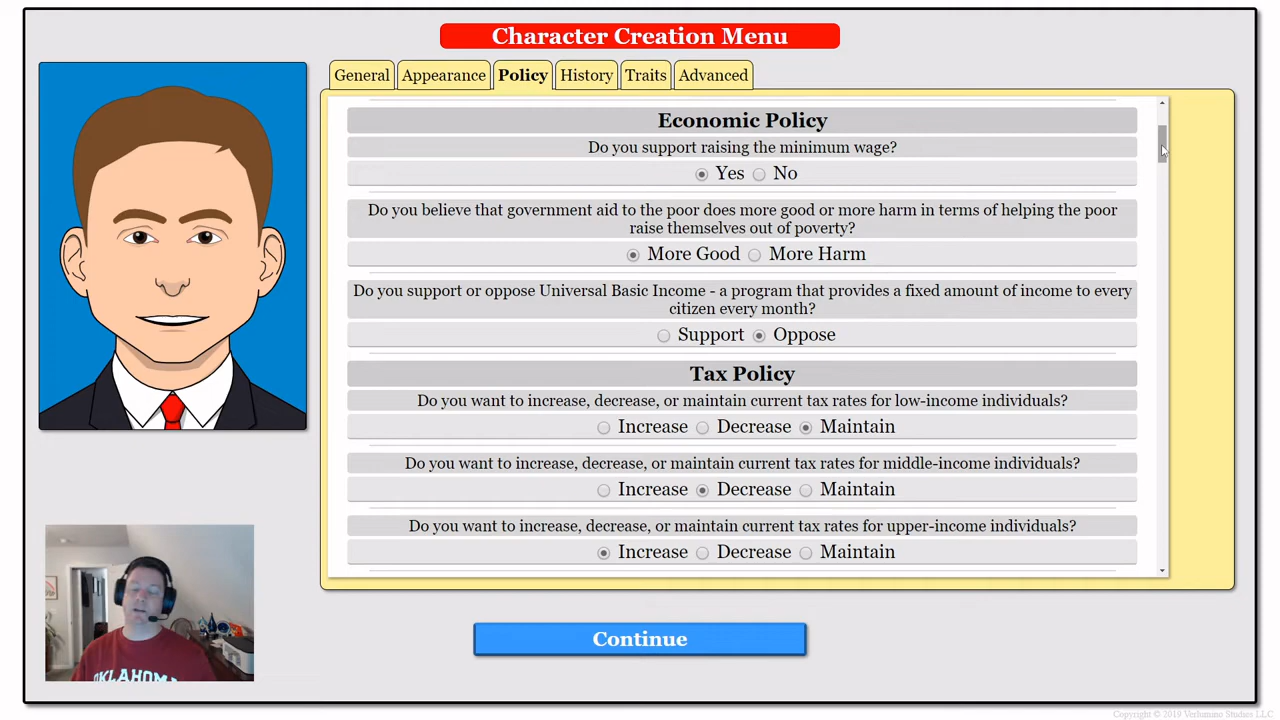 Character Creation Menu
General Appearance Policy History Traits Advanced
Economic Policy
Do you support raising the minimum wage?
Yes No
Do you believe that government aid to the poor does more good or more harm in terms of helping the poor
raise themselves out of poverty?
More Good More Harm
Do you support or oppose Universal Basic Income - a program that provides a fixed amount of income to every
citizen every month?
Support Oppose
Tax Policy
Do you want to increase, decrease, or maintain current tax rates for low-income individuals?
Increase Decrease Maintain
Do you want to increase, decrease, or maintain current tax rates for middle-income individuals?
Increase Decrease Maintain
Do you want to increase, decrease, or maintain current tax rates for upper-income individuals?
Increase Decrease Maintain
Continue
OKLAHOMA
Copyright © 2019 Verlumino Studios LLC